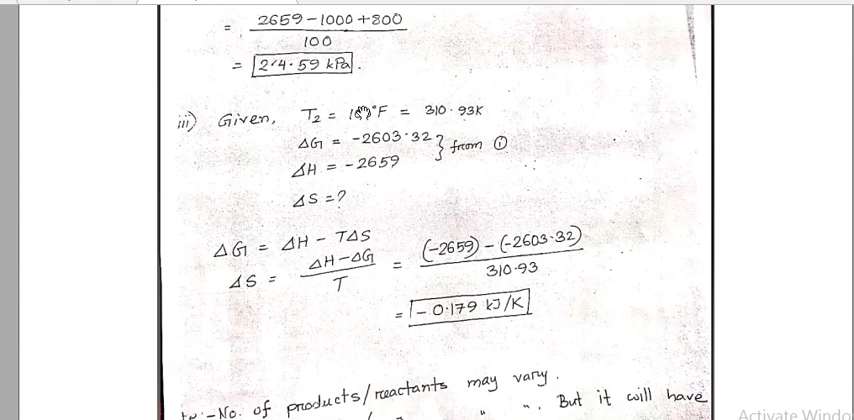 = 2659-1000+800 / 100
= 24.59 kPa.
iii) Given, T₂ = °F = 310.93K
ΔG = -2603.32 } from ①
ΔH = -2659
ΔS = ?
ΔG = ΔH - TΔS
ΔS = ΔH-ΔG / T = (-2659) - (-2603.32) / 310.93
= -0.179 kJ/K
:-No. of products/reactants may vary.
" ". But it will have
Activate Windo